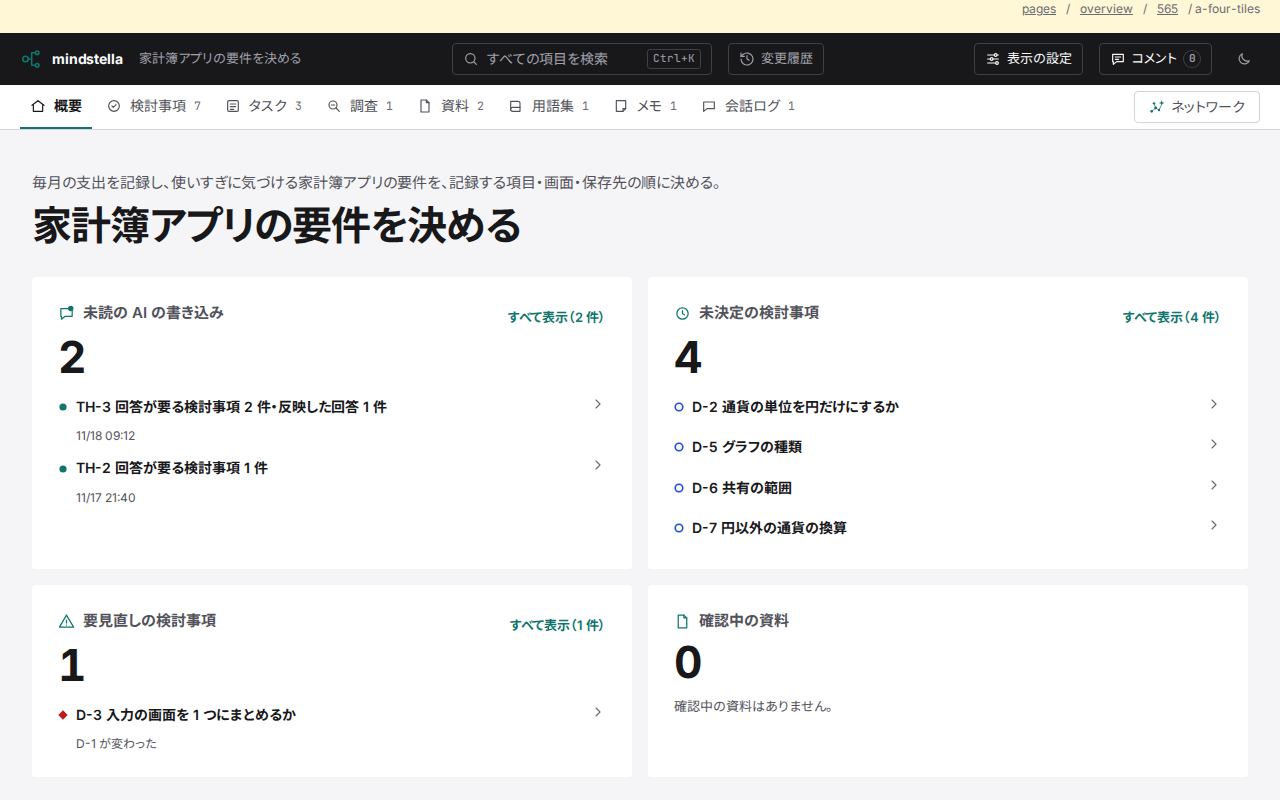 pages / overview / 565 / a-four-tiles
mindstella 家計簿アプリの要件を決める すべての項目を検索 Ctrl+K 変更履歴 表示の設定 コメント 0
概要 検討事項 7 タスク 3 調査 1 資料 2 用語集 1 メモ 1 会話ログ 1 ネットワーク
毎月の支出を記録し、使いすぎに気づける家計簿アプリの要件を、記録する項目・画面・保存先の順に決める。
家計簿アプリの要件を決める
未読の AI の書き込み すべて表示（2 件）
2
TH-3 回答が要る検討事項 2 件・反映した回答 1 件
11/18 09:12
TH-2 回答が要る検討事項 1 件
11/17 21:40
未決定の検討事項 すべて表示（4 件）
4
D-2 通貨の単位を円だけにするか
D-5 グラフの種類
D-6 共有の範囲
D-7 円以外の通貨の換算
要見直しの検討事項 すべて表示（1 件）
1
D-3 入力の画面を 1 つにまとめるか
D-1 が変わった
確認中の資料
0
確認中の資料はありません。